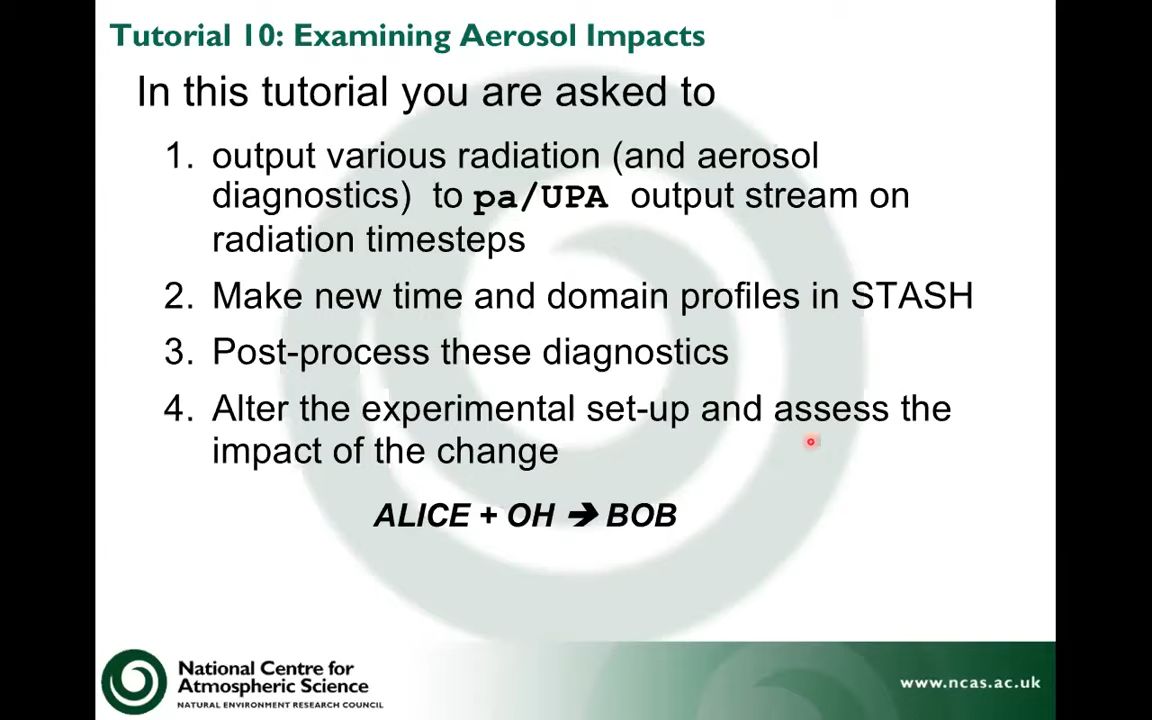 Tutorial 10: Examining Aerosol Impacts
In this tutorial you are asked to
1. output various radiation (and aerosol
diagnostics) to pa/UPA output stream on
radiation timesteps
2. Make new time and domain profiles in STASH
3. Post-process these diagnostics
4. Alter the experimental set-up and assess the
impact of the change
ALICE + OH ➔ BOB
National Centre for
Atmospheric Science
NATURAL ENVIRONMENT RESEARCH COUNCIL
www.ncas.ac.uk